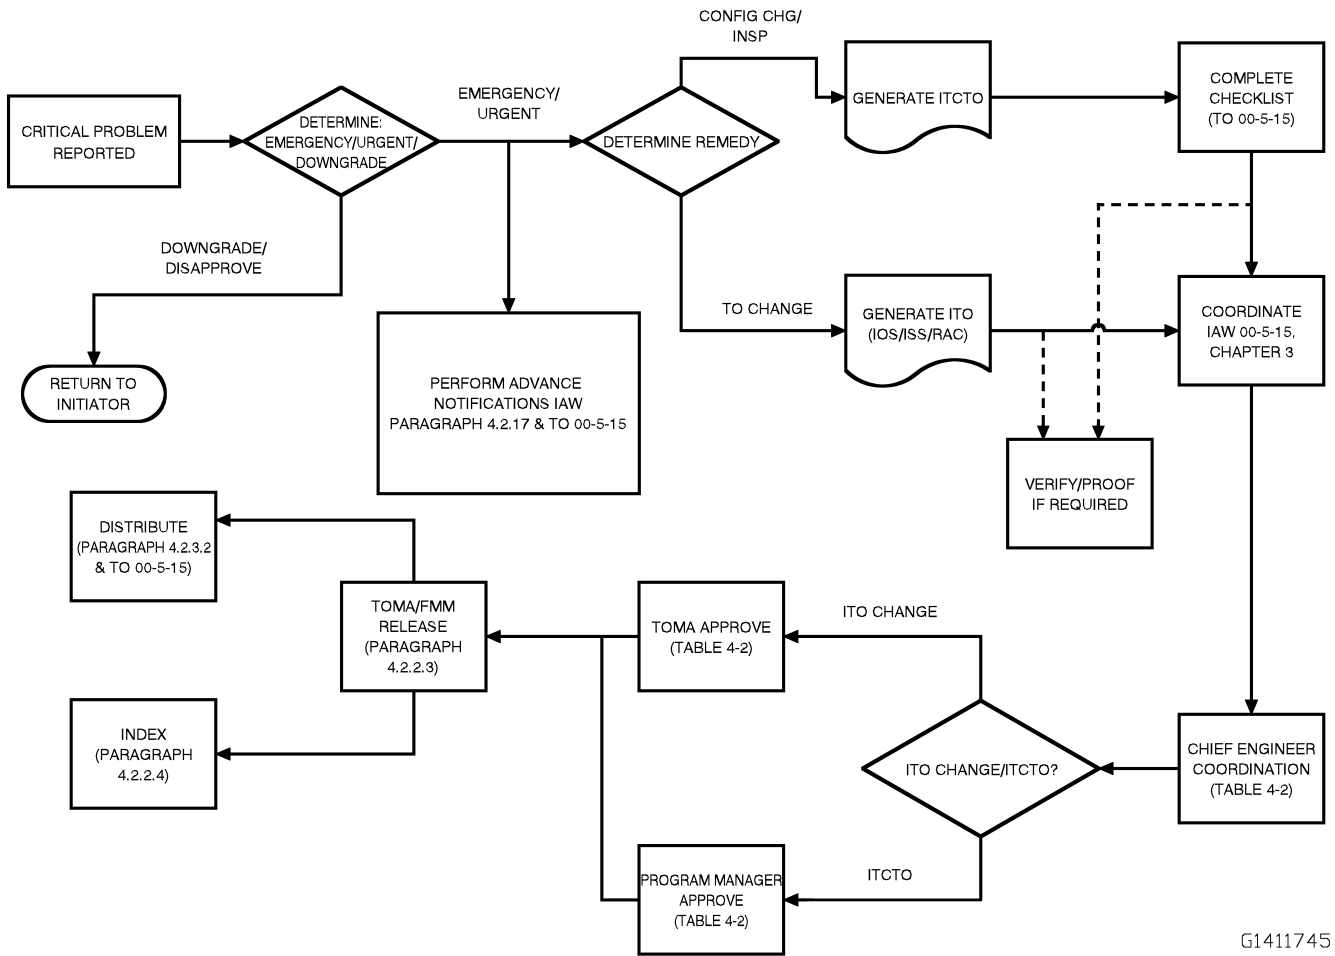 CONFIG CHG/
INSP
CRITICAL PROBLEM
REPORTED
DETERMINE:
EMERGENCY/URGENT/
DOWNGRADE
EMERGENCY/
URGENT
DETERMINE REMEDY
GENERATE ITCTO
COMPLETE
CHECKLIST
(TO 00-5-15)
DOWNGRADE/
DISAPPROVE
RETURN TO
INITIATOR
PERFORM ADVANCE
NOTIFICATIONS IAW
PARAGRAPH 4.2.17 & TO 00-5-15
TO CHANGE
GENERATE ITO
(IOS/ISS/RAC)
COORDINATE
IAW 00-5-15,
CHAPTER 3
VERIFY/PROOF
IF REQUIRED
DISTRIBUTE
(PARAGRAPH 4.2.3.2
& TO 00-5-15)
TOMA/FMM
RELEASE
(PARAGRAPH
4.2.2.3)
TOMA APPROVE
(TABLE 4-2)
ITO CHANGE
INDEX
(PARAGRAPH
4.2.2.4)
ITO CHANGE/ITCTO?
CHIEF ENGINEER
COORDINATION
(TABLE 4-2)
PROGRAM MANAGER
APPROVE
(TABLE 4-2)
ITCTO
G1411745